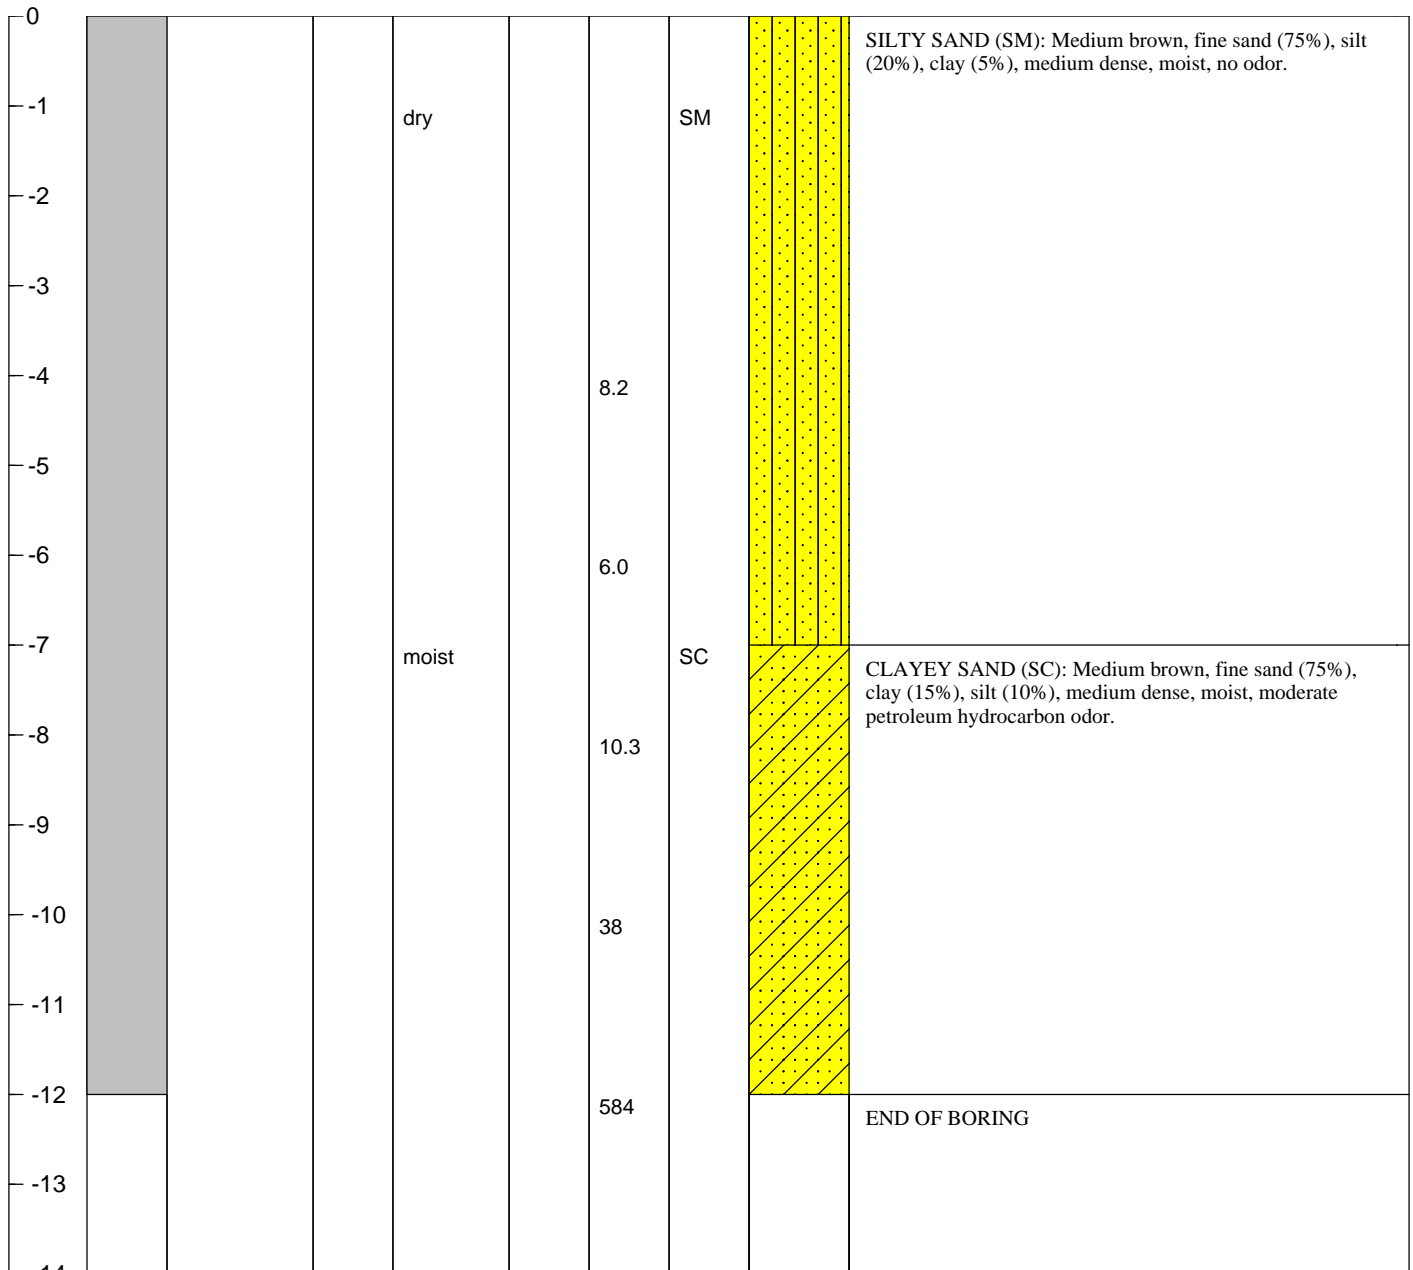 0
SILTY SAND (SM): Medium brown, fine sand (75%), silt
(20%), clay (5%), medium dense, moist, no odor.
-1
dry
SM
-2
-3
-4
8.2
-5
-6
6.0
-7
moist
SC
CLAYEY SAND (SC): Medium brown, fine sand (75%),
clay (15%), silt (10%), medium dense, moist, moderate
petroleum hydrocarbon odor.
-8
10.3
-9
-10
38
-11
-12
584
END OF BORING
-13
-14